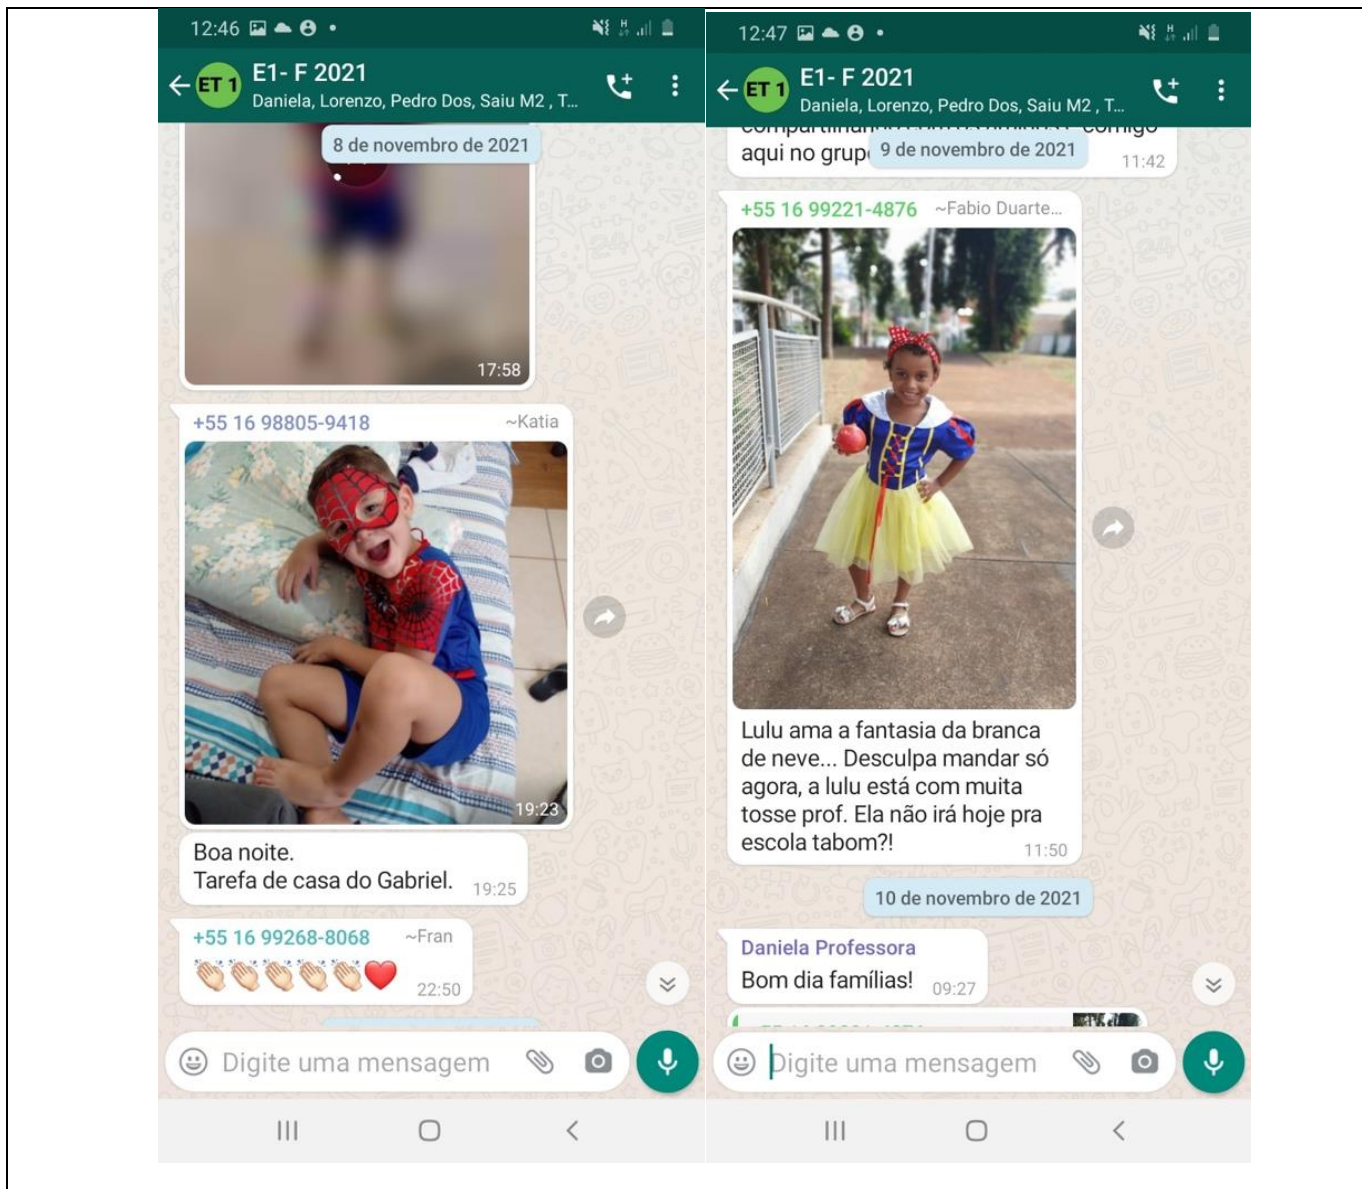 12:46
E1- F 2021
Daniela, Lorenzo, Pedro Dos, Saiu M2 , T...
ET 1
8 de novembro de 2021
17:58
+55 16 98805-9418 ~Katia
19:23
Boa noite.
Tarefa de casa do Gabriel. 19:25
+55 16 99268-8068 ~Fran
👏🏻👏🏻👏🏻👏🏻👏🏻❤️ 22:50
Digite uma mensagem
12:47
E1- F 2021
Daniela, Lorenzo, Pedro Dos, Saiu M2 , T...
ET 1
comigo
aqui no grup 9 de novembro de 2021 11:42
+55 16 99221-4876 ~Fabio Duarte...
Lulu ama a fantasia da branca
de neve... Desculpa mandar só
agora, a lulu está com muita
tosse prof. Ela não irá hoje pra
escola tabom?! 11:50
10 de novembro de 2021
Daniela Professora
Bom dia famílias! 09:27
Digite uma mensagem